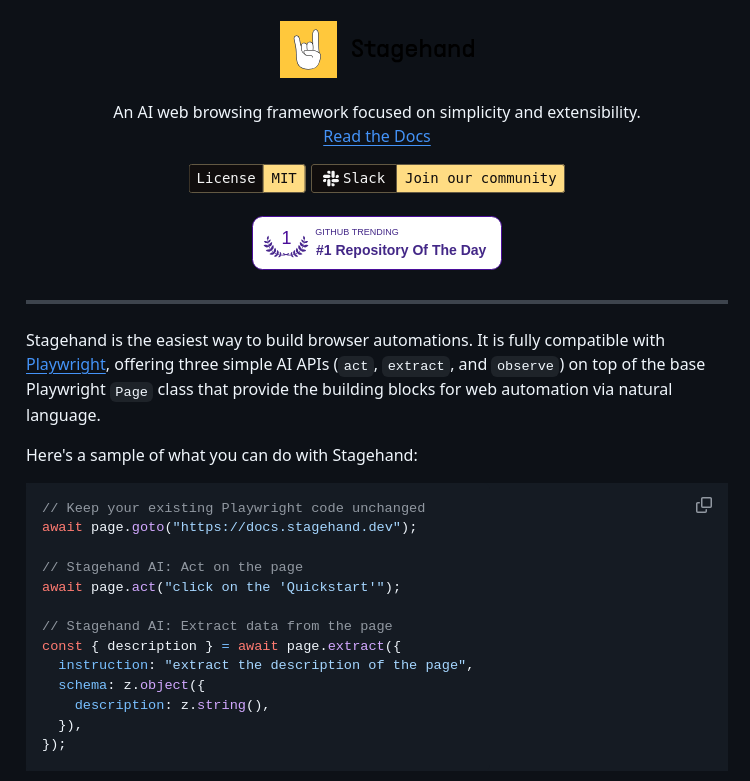 Stagehand
An AI web browsing framework focused on simplicity and extensibility.
Read the Docs
License MIT Slack Join our community
1 GITHUB TRENDING
#1 Repository Of The Day
Stagehand is the easiest way to build browser automations. It is fully compatible with
Playwright, offering three simple AI APIs (act, extract, and observe) on top of the base
Playwright Page class that provide the building blocks for web automation via natural
language.
Here's a sample of what you can do with Stagehand:
// Keep your existing Playwright code unchanged
await page.goto("https://docs.stagehand.dev");

// Stagehand AI: Act on the page
await page.act("click on the 'Quickstart'");

// Stagehand AI: Extract data from the page
const { description } = await page.extract({
  instruction: "extract the description of the page",
  schema: z.object({
    description: z.string(),
  }),
});